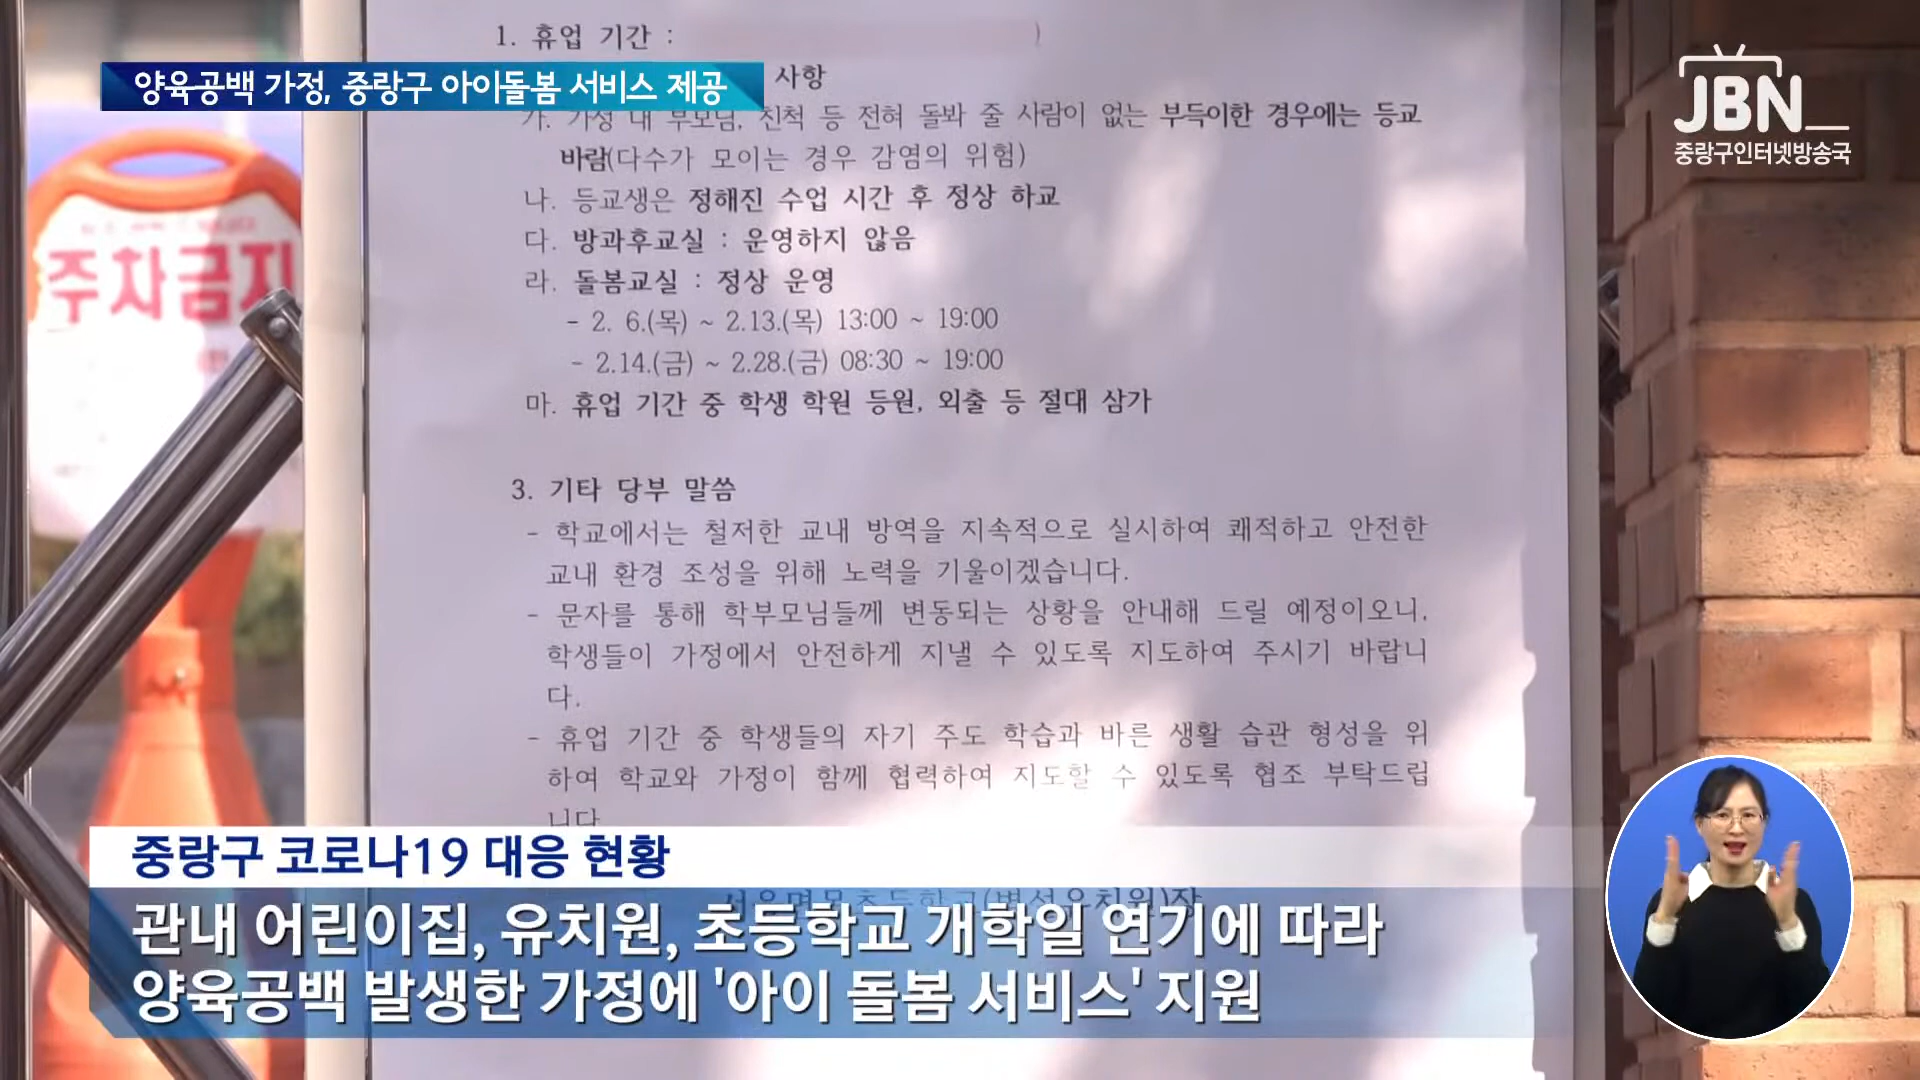 1. 휴업 기간 :
양육공백 가정, 중랑구 아이돌봄 서비스 제공
사항
JBN
중랑구인터넷방송국
가. 가정 내 부모님, 친척 등 전혀 돌봐 줄 사람이 없는 부득이한 경우에는 등교
바람(다수가 모이는 경우 감염의 위험)
나. 등교생은 정해진 수업 시간 후 정상 하교
다. 방과후교실 : 운영하지 않음
라. 돌봄교실 : 정상 운영
- 2. 6.(목) ~ 2.13.(목) 13:00 ~ 19:00
- 2.14.(금) ~ 2.28.(금) 08:30 ~ 19:00
마. 휴업 기간 중 학생 학원 등원, 외출 등 절대 삼가
주차금지
3. 기타 당부 말씀
- 학교에서는 철저한 교내 방역을 지속적으로 실시하여 쾌적하고 안전한
교내 환경 조성을 위해 노력을 기울이겠습니다.
- 문자를 통해 학부모님들께 변동되는 상황을 안내해 드릴 예정이오니,
학생들이 가정에서 안전하게 지낼 수 있도록 지도하여 주시기 바랍니
다.
- 휴업 기간 중 학생들의 자기 주도 학습과 바른 생활 습관 형성을 위
하여 학교와 가정이 함께 협력하여 지도할 수 있도록 협조 부탁드립
니다
중랑구 코로나19 대응 현황
서울면목초등학교(병설유치원)장
관내 어린이집, 유치원, 초등학교 개학일 연기에 따라
양육공백 발생한 가정에 '아이 돌봄 서비스' 지원